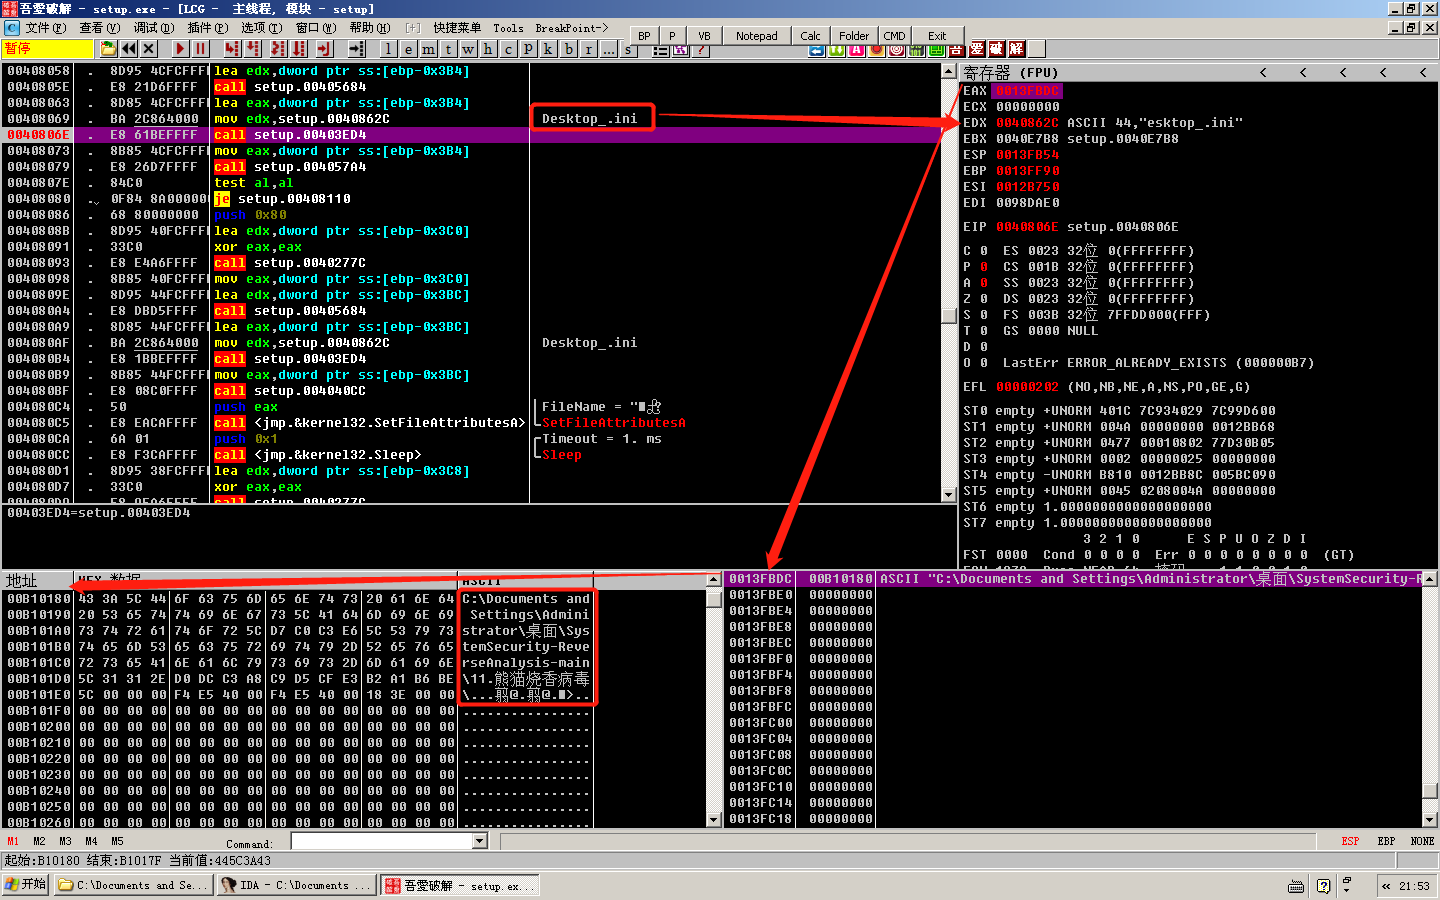 吾爱破解 - setup.exe - [LCG -  主线程, 模块 - setup]
文件(F) 查看(V) 调试(D) 插件(P) 选项(T) 窗口(W) 帮助(H) [+] 快捷菜单 Tools BreakPoint->
BP P VB Notepad Calc Folder CMD Exit
暂停 l e m t w h c p k b r ... s
00408058 . 8D95 4CFCFFFF lea edx,dword ptr ss:[ebp-0x3B4]
0040805E . E8 21D6FFFF call setup.00405684
00408063 . 8D85 4CFCFFFF lea eax,dword ptr ss:[ebp-0x3B4]
00408069 . BA 2C864000 mov edx,setup.0040862C Desktop_.ini
0040806E . E8 61BEFFFF call setup.00403ED4
00408073 . 8B85 4CFCFFFF mov eax,dword ptr ss:[ebp-0x3B4]
00408079 . E8 26D7FFFF call setup.004057A4
0040807E . 84C0 test al,al
00408080 . 0F84 8A000000 je setup.00408110
00408086 . 68 80000000 push 0x80
0040808B . 8D95 40FCFFFF lea edx,dword ptr ss:[ebp-0x3C0]
00408091 . 33C0 xor eax,eax
00408093 . E8 E4A6FFFF call setup.0040277C
00408098 . 8B85 40FCFFFF mov eax,dword ptr ss:[ebp-0x3C0]
0040809E . 8D95 44FCFFFF lea edx,dword ptr ss:[ebp-0x3BC]
004080A4 . E8 DBD5FFFF call setup.00405684
004080A9 . 8D85 44FCFFFF lea eax,dword ptr ss:[ebp-0x3BC]
004080AF . BA 2C864000 mov edx,setup.0040862C Desktop_.ini
004080B4 . E8 1BBEFFFF call setup.00403ED4
004080B9 . 8B85 44FCFFFF mov eax,dword ptr ss:[ebp-0x3BC]
004080BF . E8 08C0FFFF call setup.004040CC
004080C4 . 50 push eax FileName = "
004080C5 . E8 EACAFFFF call <jmp.&kernel32.SetFileAttributesA> SetFileAttributesA
004080CA . 6A 01 push 0x1 Timeout = 1. ms
004080CC . E8 F3CAFFFF call <jmp.&kernel32.Sleep> Sleep
004080D1 . 8D95 38FCFFFF lea edx,dword ptr ss:[ebp-0x3C8]
004080D7 . 33C0 xor eax,eax
00403ED4=setup.00403ED4
寄存器 (FPU) < < < < <
EAX 0013FBDC
ECX 00000000
EDX 0040862C ASCII 44,"esktop_.ini"
EBX 0040E7B8 setup.0040E7B8
ESP 0013FB54
EBP 0013FF90
ESI 0012B750
EDI 0098DAE0
EIP 0040806E setup.0040806E
C 0 ES 0023 32位 0(FFFFFFFF)
P 0 CS 001B 32位 0(FFFFFFFF)
A 0 SS 0023 32位 0(FFFFFFFF)
Z 0 DS 0023 32位 0(FFFFFFFF)
S 0 FS 003B 32位 7FFDD000(FFF)
T 0 GS 0000 NULL
D 0
O 0 LastErr ERROR_ALREADY_EXISTS (000000B7)
EFL 00000202 (NO,NB,NE,A,NS,PO,GE,G)
ST0 empty +UNORM 401C 7C934029 7C99D600
ST1 empty +UNORM 004A 00000000 0012BB68
ST2 empty +UNORM 0477 00010802 77D30B05
ST3 empty +UNORM 0002 00000025 00000000
ST4 empty -UNORM B810 0012BB8C 005BC090
ST5 empty +UNORM 0045 0208004A 00000000
ST6 empty 1.0000000000000000000
ST7 empty 1.0000000000000000000
3 2 1 0 E S P U O Z D I
FST 0000 Cond 0 0 0 0 Err 0 0 0 0 0 0 0 0 (GT)
地址 HEX 数据 ASCII
00B10180 43 3A 5C 44 6F 63 75 6D 65 6E 74 73 20 61 6E 64 C:\Documents and
00B10190 20 53 65 74 74 69 6E 67 73 5C 41 64 6D 69 6E 69 Settings\Admini
00B101A0 73 74 72 61 74 6F 72 5C D7 C0 C3 E6 5C 53 79 73 strator\桌面\Sys
00B101B0 74 65 6D 53 65 63 75 72 69 74 79 2D 52 65 76 65 temSecurity-Reve
00B101C0 72 73 65 41 6E 61 6C 79 73 69 73 2D 6D 61 69 6E rseAnalysis-main
00B101D0 5C 31 31 2E D0 DC C3 A8 C9 D5 CF E3 B2 A1 B6 BE \11.熊猫烧香病毒
00B101E0 5C 00 00 00 F4 E5 40 00 F4 E5 40 00 18 3E 00 00 \...翦@.翦@.>..
00B101F0 00 00 00 00 00 00 00 00 00 00 00 00 00 00 00 00 ................
00B10200 00 00 00 00 00 00 00 00 00 00 00 00 00 00 00 00 ................
00B10210 00 00 00 00 00 00 00 00 00 00 00 00 00 00 00 00 ................
00B10220 00 00 00 00 00 00 00 00 00 00 00 00 00 00 00 00 ................
00B10230 00 00 00 00 00 00 00 00 00 00 00 00 00 00 00 00 ................
00B10240 00 00 00 00 00 00 00 00 00 00 00 00 00 00 00 00 ................
00B10250 00 00 00 00 00 00 00 00 00 00 00 00 00 00 00 00 ................
00B10260 00 00 00 00 00 00 00 00 00 00 00 00 00 00 00 00 ................
0013FBDC 00B10180 ASCII "C:\Documents and Settings\Administrator\桌面\SystemSecurity-R
0013FBE0 00000000
0013FBE4 00000000
0013FBE8 00000000
0013FBEC 00000000
0013FBF0 00000000
0013FBF4 00000000
0013FBF8 00000000
0013FBFC 00000000
0013FC00 00000000
0013FC04 00000000
0013FC08 00000000
0013FC0C 00000000
0013FC10 00000000
0013FC14 00000000
0013FC18 00000000
M1 M2 M3 M4 M5 Command: ESP EBP NONE
起始:B10180 结束:B1017F 当前值:445C3A43
开始 C:\Documents and Se... IDA - C:\Documents ... 吾爱破解 - setup.ex... « 21:53